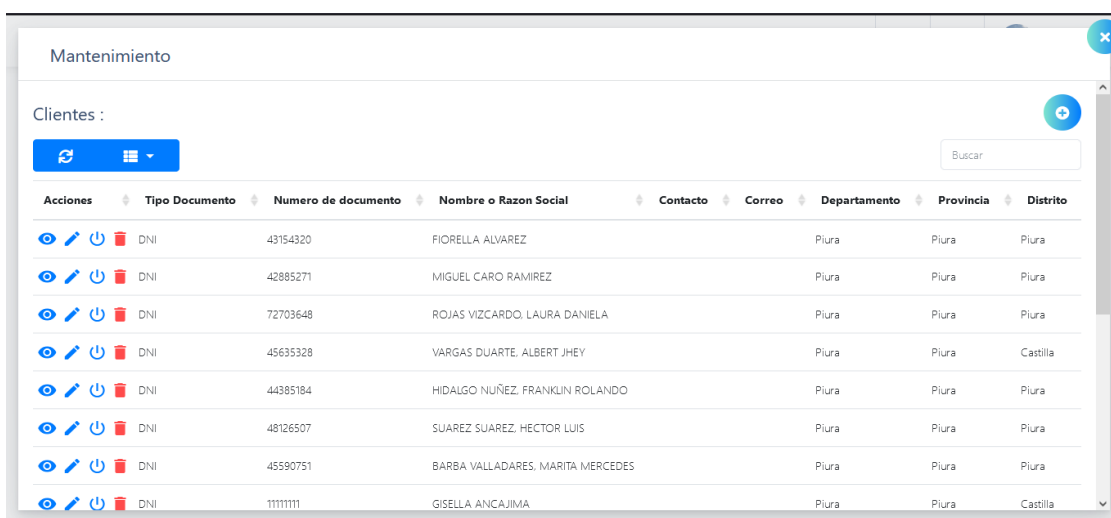 Mantenimiento
Clientes :
Buscar
Acciones Tipo Documento Numero de documento Nombre o Razon Social Contacto Correo Departamento Provincia Distrito
DNI 43154320 FIORELLA ALVAREZ Piura Piura Piura
DNI 42885271 MIGUEL CARO RAMIREZ Piura Piura Piura
DNI 72703648 ROJAS VIZCARDO, LAURA DANIELA Piura Piura Piura
DNI 45635328 VARGAS DUARTE, ALBERT JHEY Piura Piura Castilla
DNI 44385184 HIDALGO NUÑEZ, FRANKLIN ROLANDO Piura Piura Piura
DNI 48126507 SUAREZ SUAREZ, HECTOR LUIS Piura Piura Piura
DNI 45590751 BARBA VALLADARES, MARITA MERCEDES Piura Piura Piura
DNI 11111111 GISELLA ANCAJIMA Piura Piura Castilla